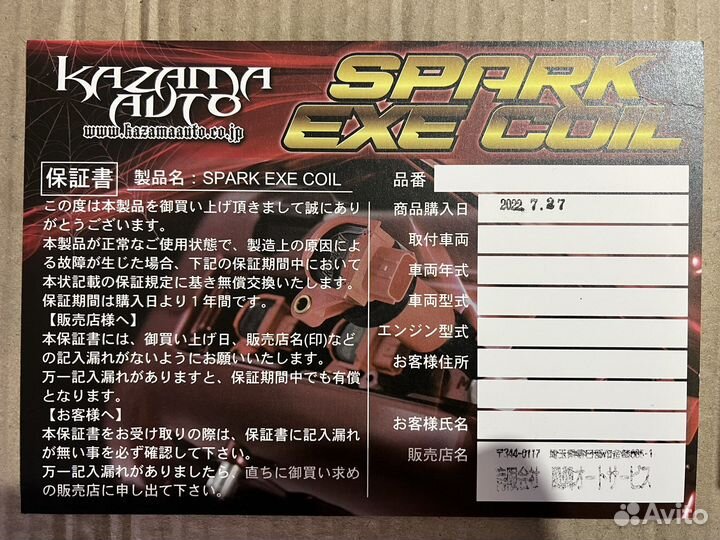 KAZAMA
AUTO
www.kazamaauto.co.jp
SPARK
EXE COIL
保証書 製品名：SPARK EXE COIL
この度は本製品を御買い上げ頂きまして誠にあり
がとうございます。
本製品が正常なご使用状態で、製造上の原因によ
る故障が生じた場合、下記の保証期間中において
本状記載の保証規定に基き無償交換いたします。
保証期間は購入日より1年間です。
【販売店様へ】
本保証書には、御買い上げ日、販売店名(印)など
の記入漏れがないようにお願いいたします。
万一記入漏れがありますと、保証期間中でも有償
となります。
【お客様へ】
本保証書をお受け取りの際は、保証書に記入漏れ
が無い事を必ず確認して下さい。
万一記入漏れがありましたら、直ちに御買い求め
の販売店に申し出て下さい。
品番
商品購入日 2022.7.27
取付車両
車両年式
車両型式
エンジン型式
お客様住所
お客様氏名
販売店名 〒344-0117
オートサービス
Avito